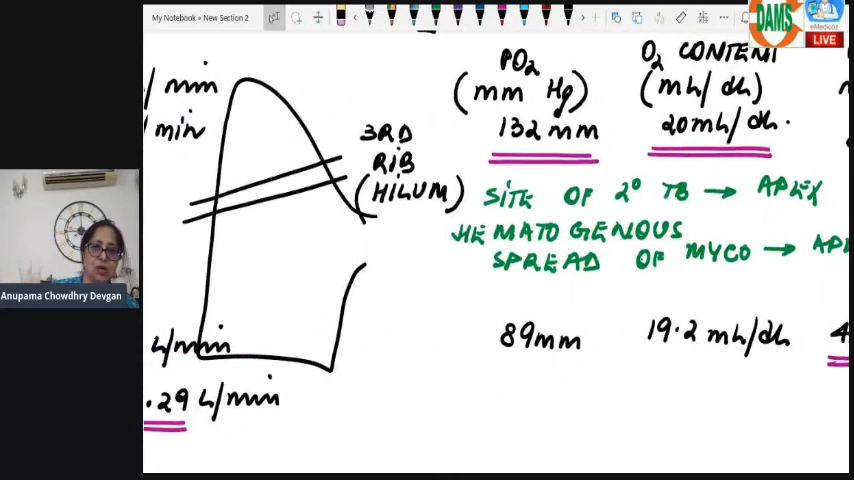 My Notebook » New Section 2
DAMS
eMedicoz
LIVE
/ min
/ min
3RD
RIB
(HILUM)
PO2
(mm Hg)
132 mm
O2 CONTENT
(ml/dl)
20ml/dl.
SITE OF 2° TB → APEX
HEMATOGENOUS
SPREAD OF MYCO → AP
L/min
.29 L/min
89mm
19.2 ml/dl
4
Anupama Chowdhry Devgan